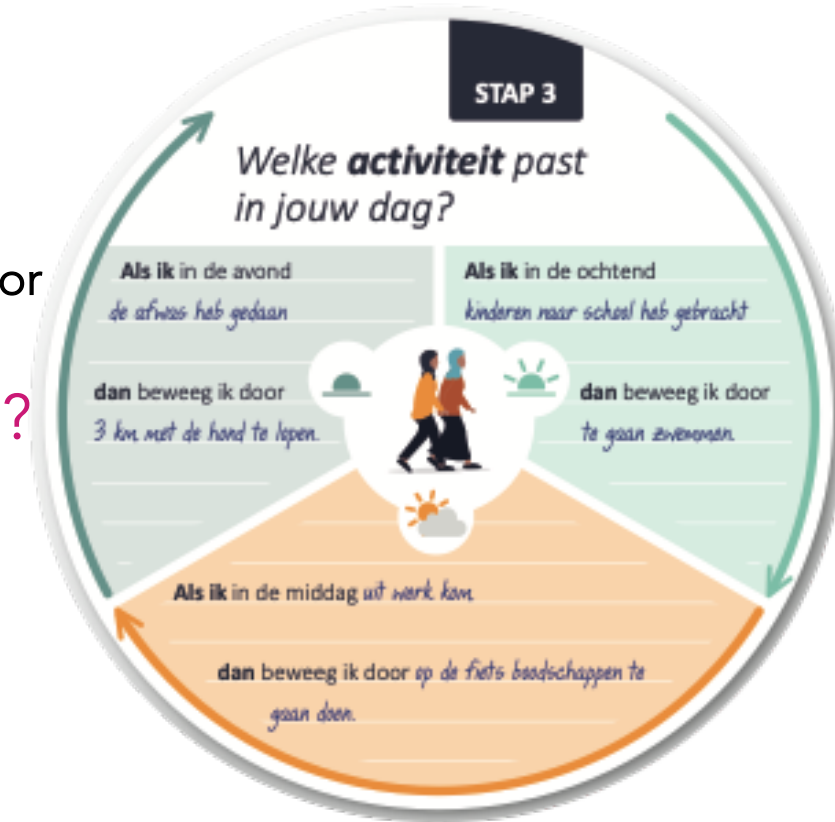 STAP 3
Welke activiteit past
in jouw dag?
or
?
Als ik in de avond
de afwas heb gedaan
dan beweeg ik door
3 km met de hond te lopen.
Als ik in de ochtend
kinderen naar school heb gebracht
dan beweeg ik door
te gaan zwemmen.
Als ik in de middag uit werk kom
dan beweeg ik door op de fiets boodschappen te
gaan doen.